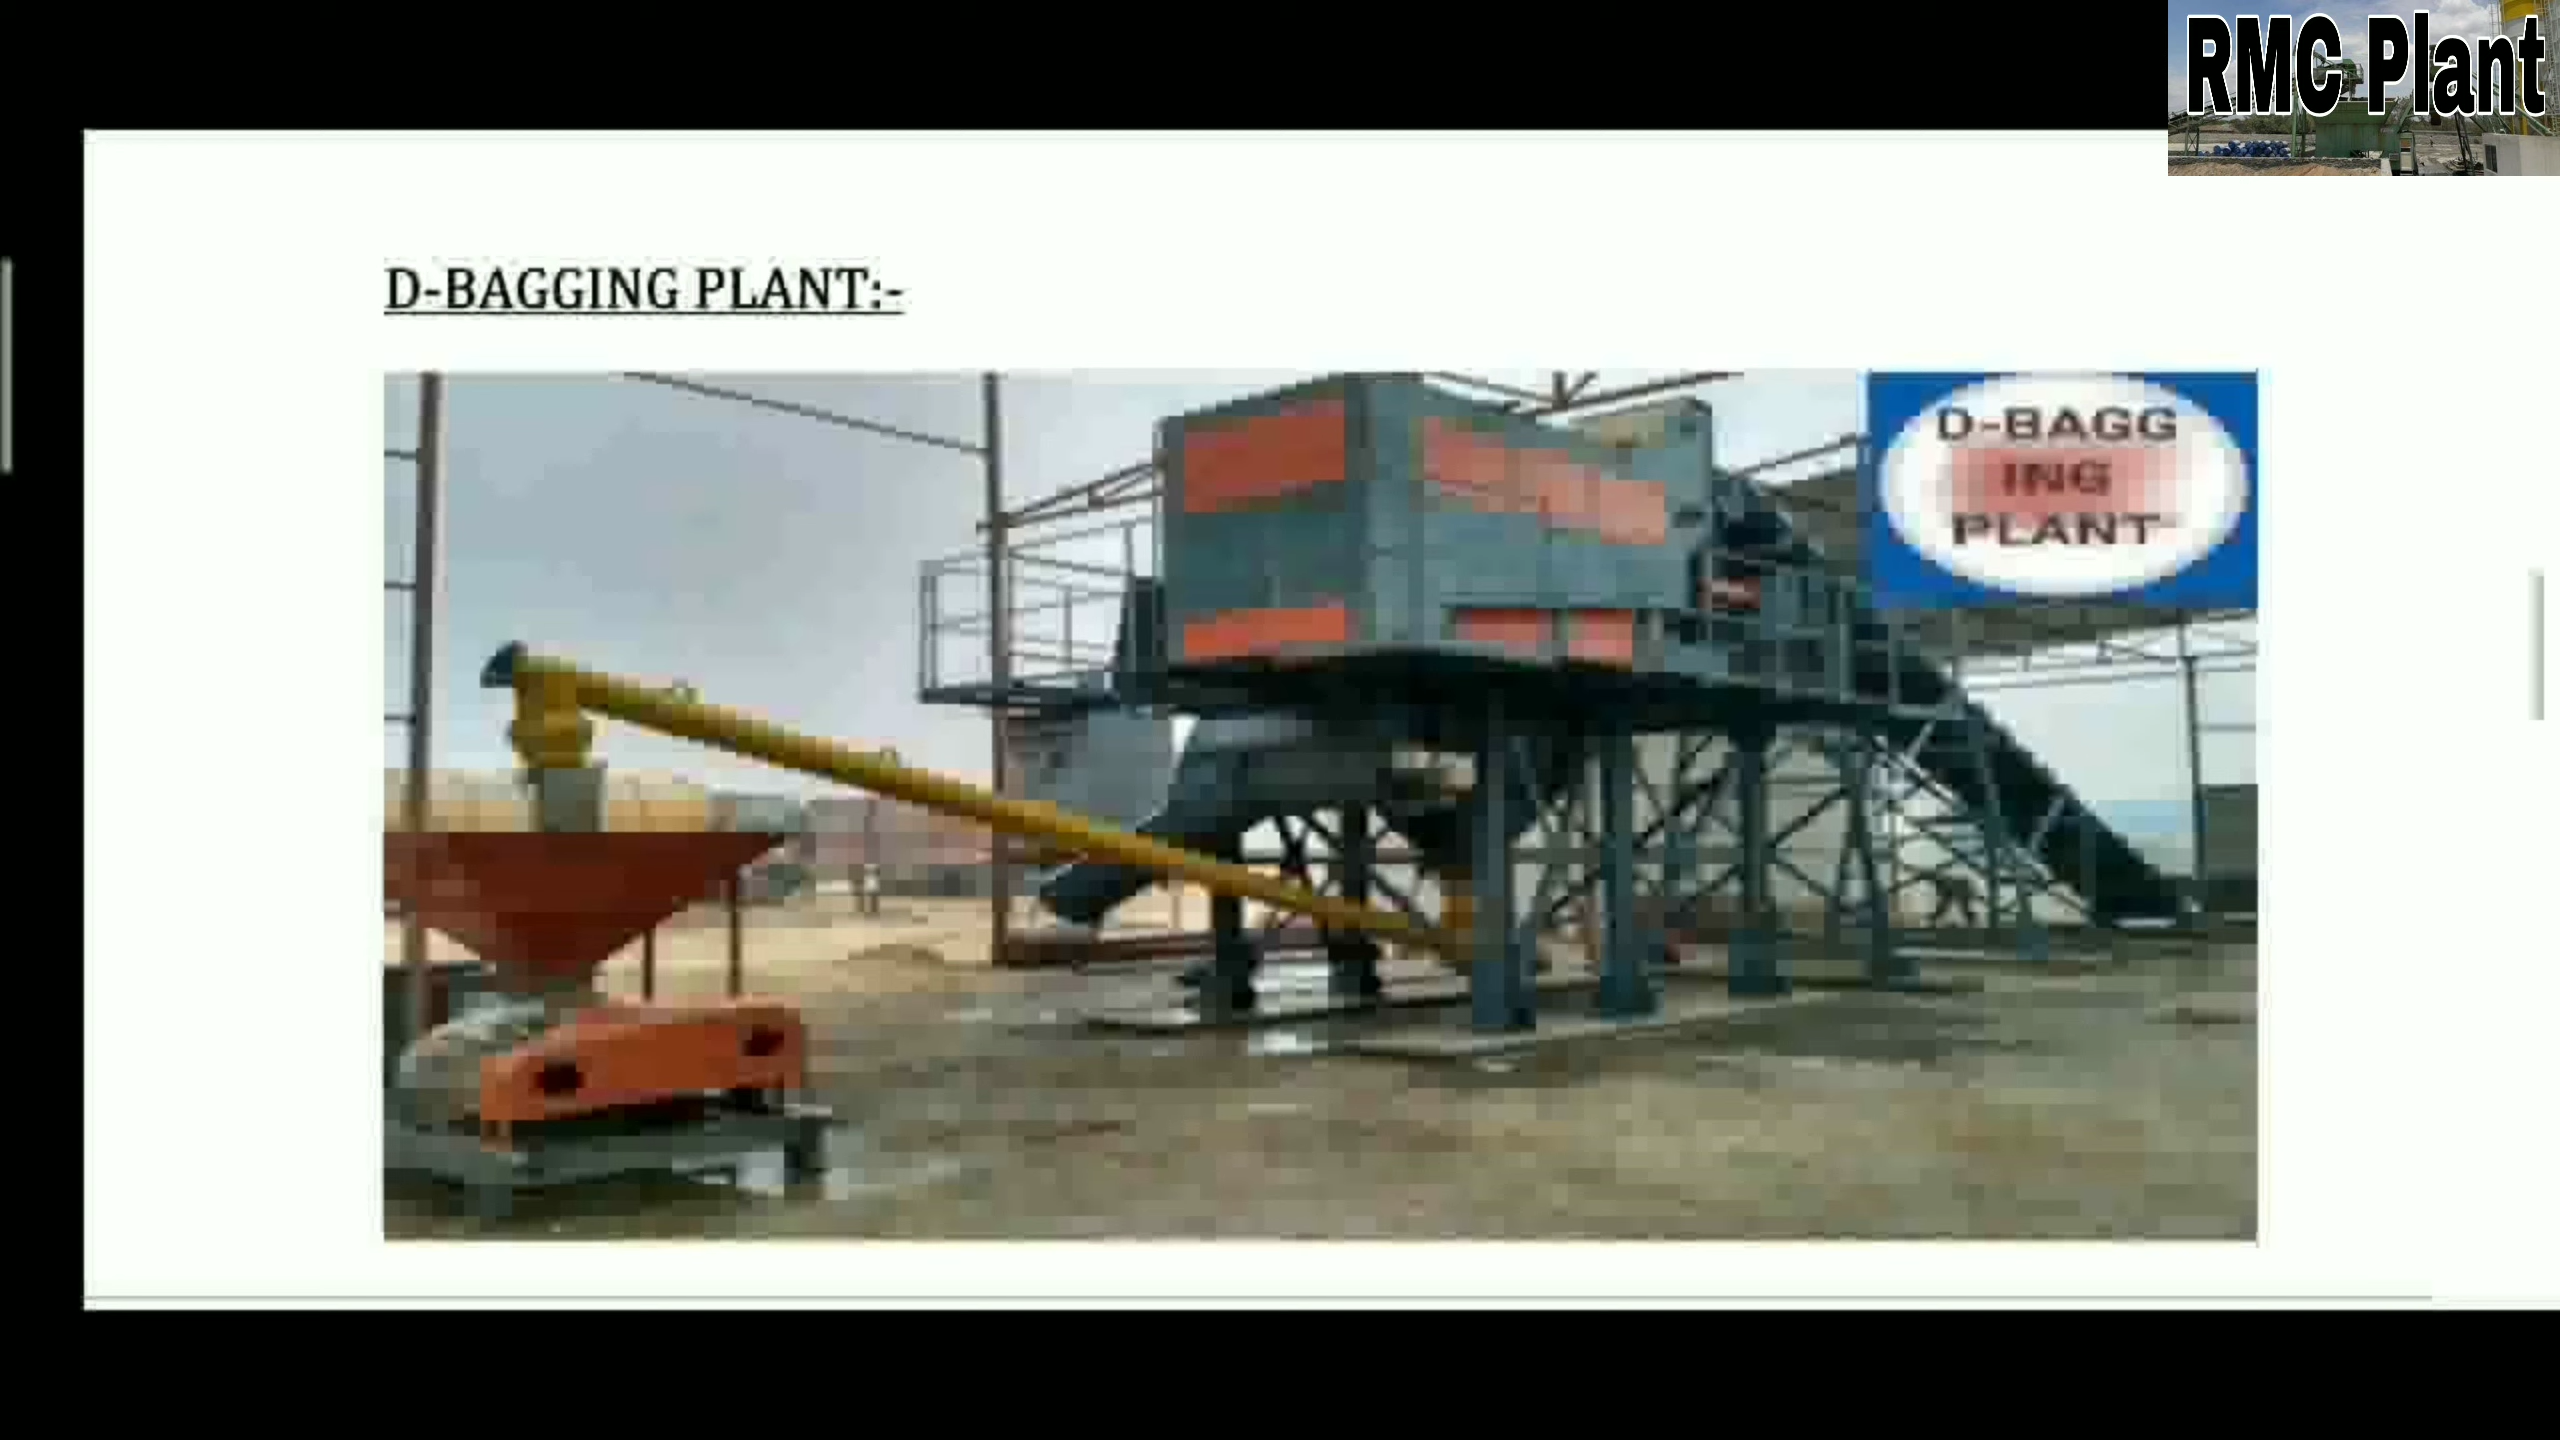 RMC Plant
D-BAGGING PLANT:-
D-BAGG
ING
PLANT